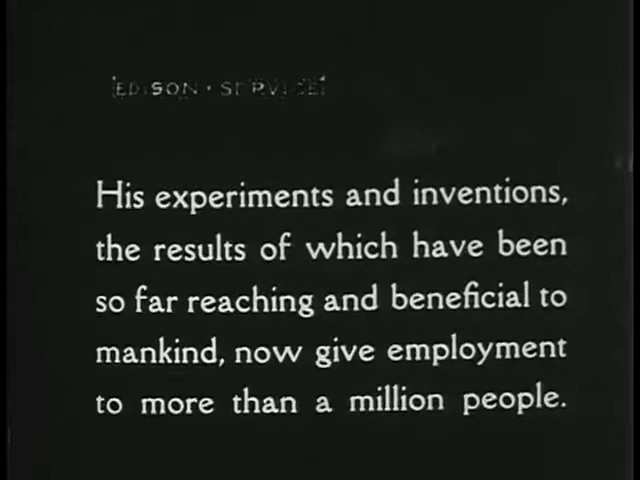 EDISON · SERVICE
His experiments and inventions,
the results of which have been
so far reaching and beneficial to
mankind, now give employment
to more than a million people.